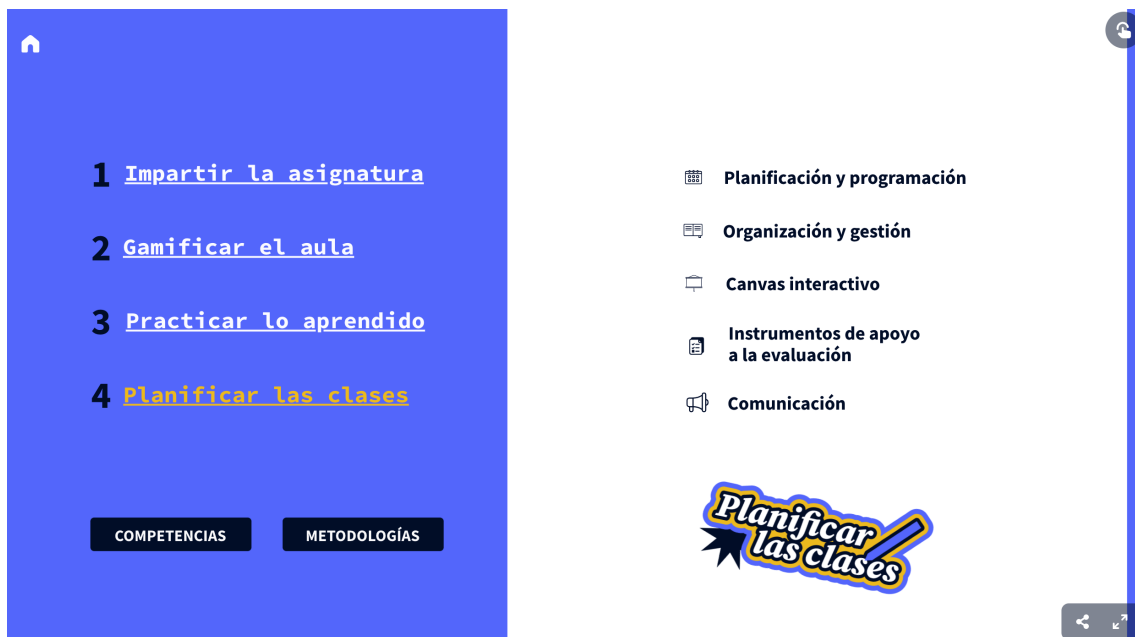 1 Impartir la asignatura
2 Gamificar el aula
3 Practicar lo aprendido
4 Planificar las clases
COMPETENCIAS
METODOLOGÍAS
Planificación y programación
Organización y gestión
Canvas interactivo
Instrumentos de apoyo
a la evaluación
Comunicación
Planificar
las clases